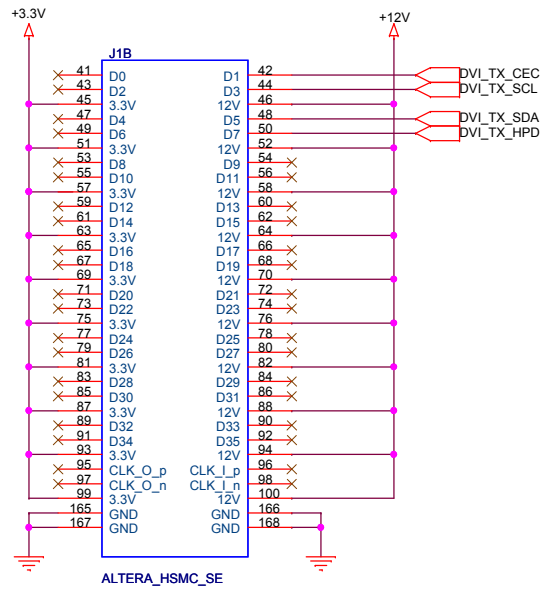 +3.3V +12V
J1B
41 D0 D1 42 DVI_TX_CEC
43 D2 D3 44 DVI_TX_SCL
45 3.3V 12V 46
47 D4 D5 48 DVI_TX_SDA
49 D6 D7 50 DVI_TX_HPD
51 3.3V 12V 52
53 D8 D9 54
55 D10 D11 56
57 3.3V 12V 58
59 D12 D13 60
61 D14 D15 62
63 3.3V 12V 64
65 D16 D17 66
67 D18 D19 68
69 3.3V 12V 70
71 D20 D21 72
73 D22 D23 74
75 3.3V 12V 76
77 D24 D25 78
79 D26 D27 80
81 3.3V 12V 82
83 D28 D29 84
85 D30 D31 86
87 3.3V 12V 88
89 D32 D33 90
91 D34 D35 92
93 3.3V 12V 94
95 CLK_O_p CLK_I_p 96
97 CLK_O_n CLK_I_n 98
99 3.3V 12V 100
165 GND GND 166
167 GND GND 168
ALTERA_HSMC_SE